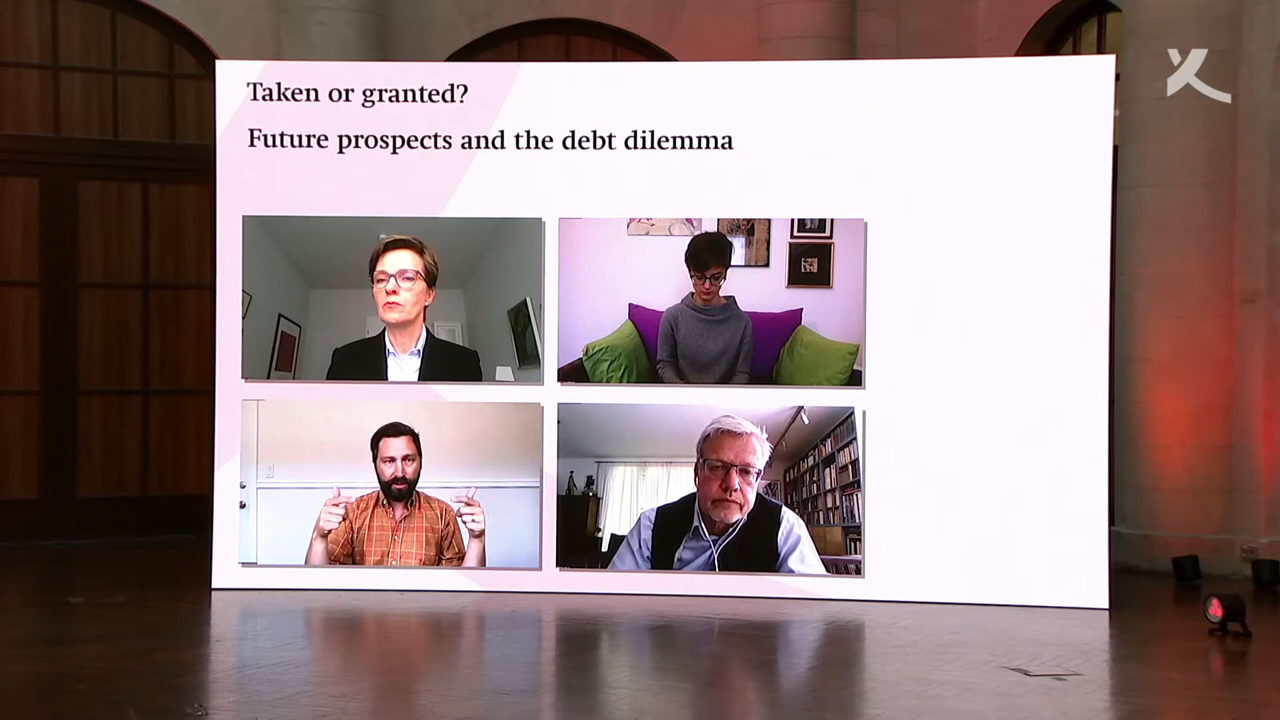 Taken or granted?
Future prospects and the debt dilemma